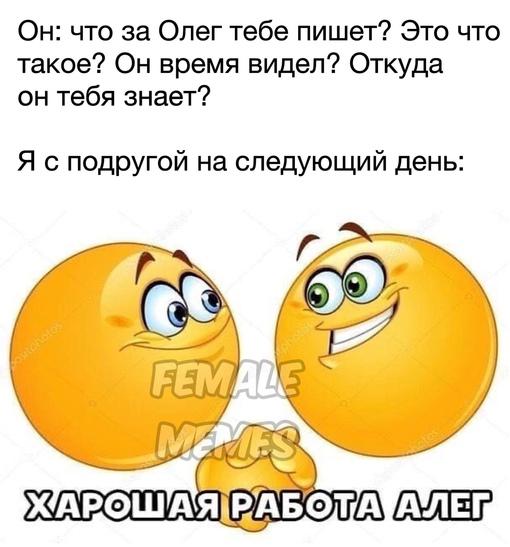 Он: что за Олег тебе пишет? Это что
такое? Он время видел? Откуда
он тебя знает?
Я с подругой на следующий день:
FEMALE
MEMES
ХАРОШАЯ РАБОТА АЛЕГ